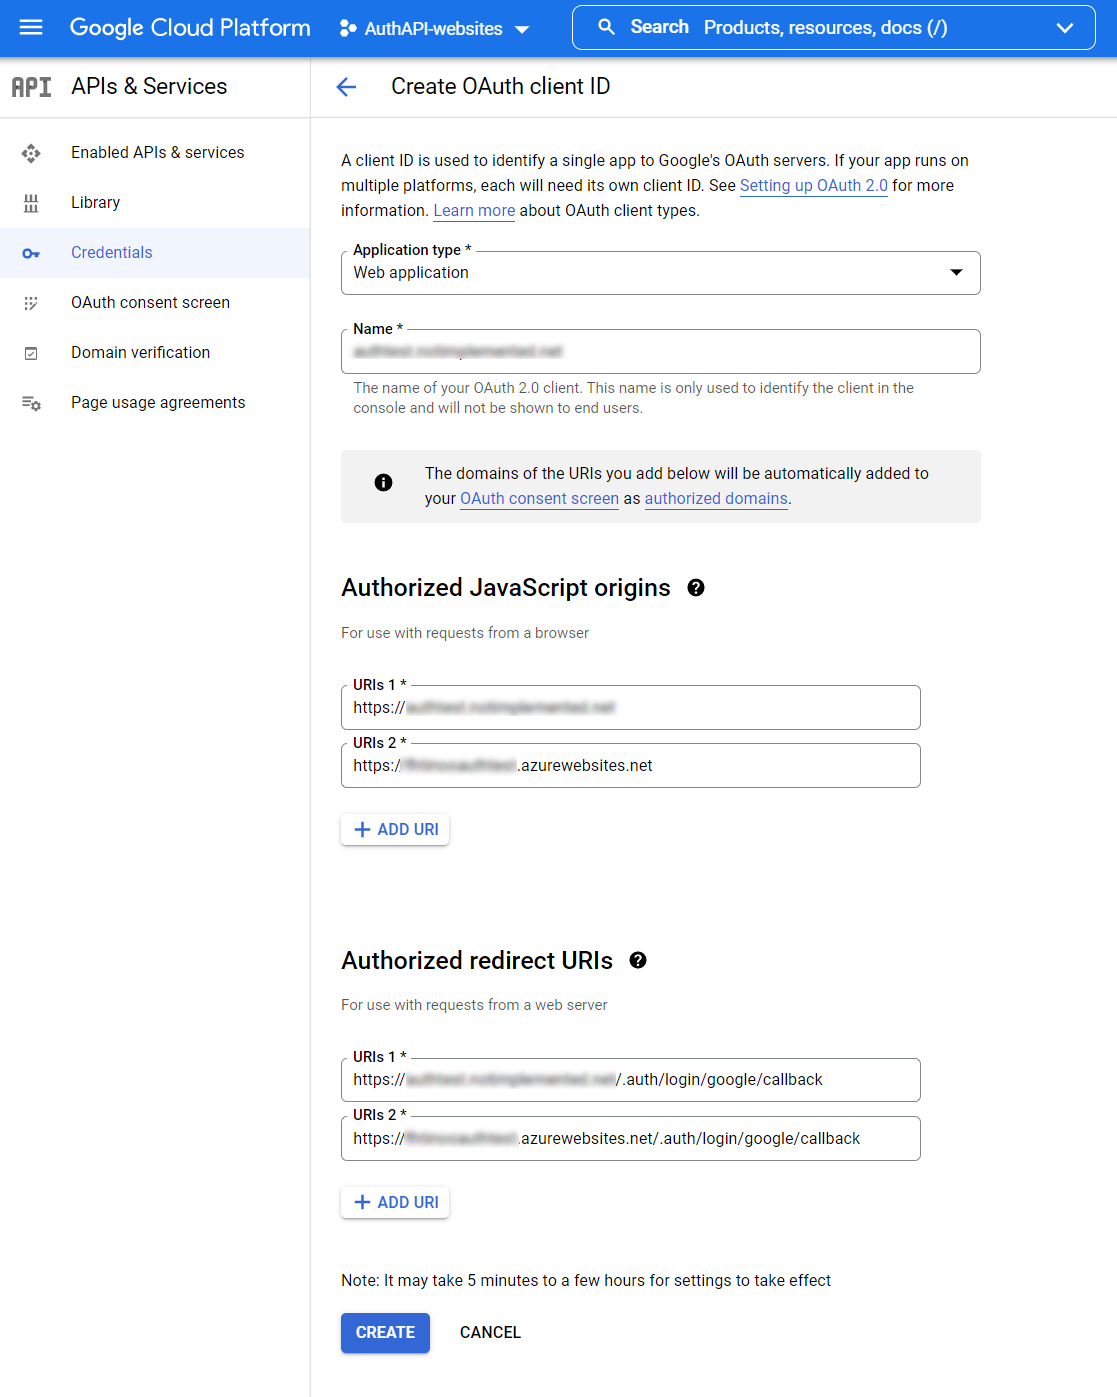 Google Cloud Platform
AuthAPI-websites
Search Products, resources, docs (/)
API
APIs & Services
Enabled APIs & services
Library
Credentials
OAuth consent screen
Domain verification
Page usage agreements
Create OAuth client ID
A client ID is used to identify a single app to Google's OAuth servers. If your app runs on
multiple platforms, each will need its own client ID. See Setting up OAuth 2.0 for more
information. Learn more about OAuth client types.
Application type *
Web application
Name *
The name of your OAuth 2.0 client. This name is only used to identify the client in the
console and will not be shown to end users.
The domains of the URIs you add below will be automatically added to
your OAuth consent screen as authorized domains.
Authorized JavaScript origins
For use with requests from a browser
URIs 1 *
https://
URIs 2 *
https:/ .azurewebsites.net
+ ADD URI
Authorized redirect URIs
For use with requests from a web server
URIs 1 *
https:// /.auth/login/google/callback
URIs 2 *
https:// .azurewebsites.net/.auth/login/google/callback
+ ADD URI
Note: It may take 5 minutes to a few hours for settings to take effect
CREATE
CANCEL